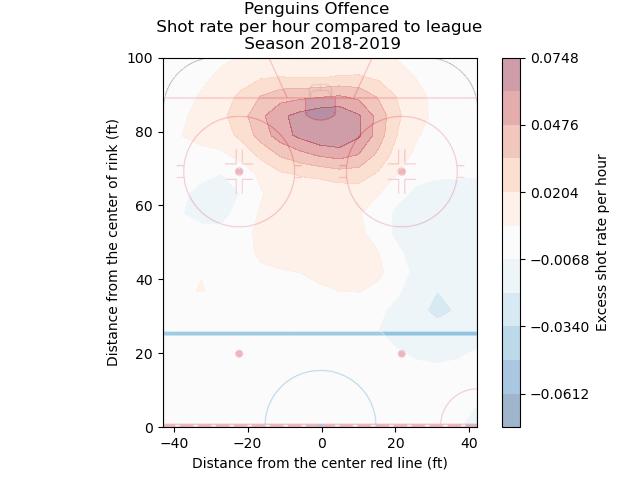 Penguins Offence
Shot rate per hour compared to league
Season 2018-2019
100
80
60
40
20
0
−40
−20
0
20
40
Distance from the center of rink (ft)
Distance from the center red line (ft)
0.0748
0.0476
0.0204
−0.0068
−0.0340
−0.0612
Excess shot rate per hour